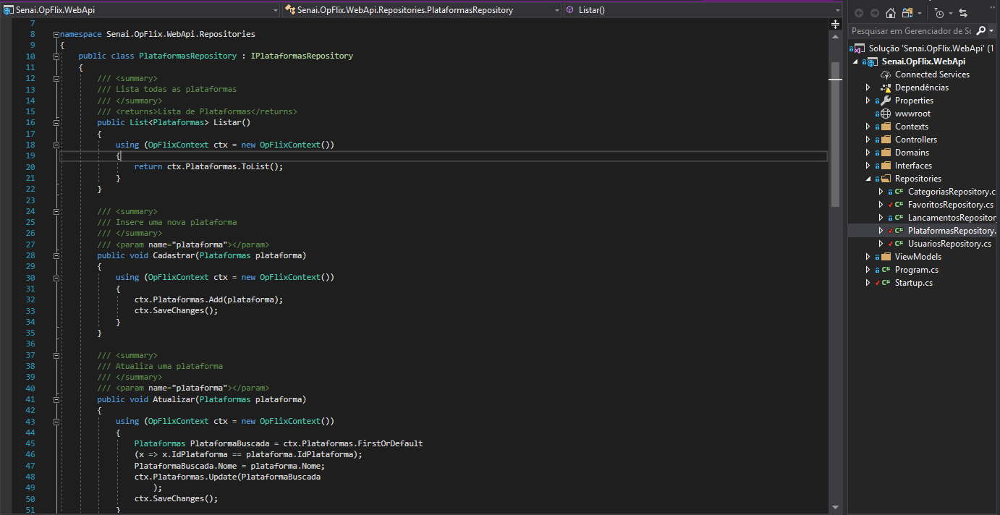 Senai.OpFlix.WebApi
Senai.OpFlix.WebApi.Repositories.PlataformasRepository
Listar()
7
8 namespace Senai.OpFlix.WebApi.Repositories
9 {
10 public class PlataformasRepository : IPlataformasRepository
11 {
12 /// <summary>
13 /// Lista todas as plataformas
14 /// </summary>
15 /// <returns>Lista de Plataformas</returns>
16 public List<Plataformas> Listar()
17 {
18 using (OpFlixContext ctx = new OpFlixContext())
19 {
20 return ctx.Plataformas.ToList();
21 }
22 }
23
24 /// <summary>
25 /// Insere uma nova plataforma
26 /// </summary>
27 /// <param name="plataforma"></param>
28 public void Cadastrar(Plataformas plataforma)
29 {
30 using (OpFlixContext ctx = new OpFlixContext())
31 {
32 ctx.Plataformas.Add(plataforma);
33 ctx.SaveChanges();
34 }
35 }
36
37 /// <summary>
38 /// Atualiza uma plataforma
39 /// </summary>
40 /// <param name="plataforma"></param>
41 public void Atualizar(Plataformas plataforma)
42 {
43 using (OpFlixContext ctx = new OpFlixContext())
44 {
45 Plataformas PlataformaBuscada = ctx.Plataformas.FirstOrDefault
46 (x => x.IdPlataforma == plataforma.IdPlataforma);
47 PlataformaBuscada.Nome = plataforma.Nome;
48 ctx.Plataformas.Update(PlataformaBuscada
49 );
50 ctx.SaveChanges();
51 }
Pesquisar em Gerenciador de Sc
Solução 'Senai.OpFlix.WebApi' (1
Senai.OpFlix.WebApi
Connected Services
Dependências
Properties
wwwroot
Contexts
Controllers
Domains
Interfaces
Repositories
C# CategoriasRepository.c
C# FavoritosRepository.cs
C# LancamentosRepositor
C# PlataformasRepository.
C# UsuariosRepository.cs
ViewModels
C# Program.cs
C# Startup.cs